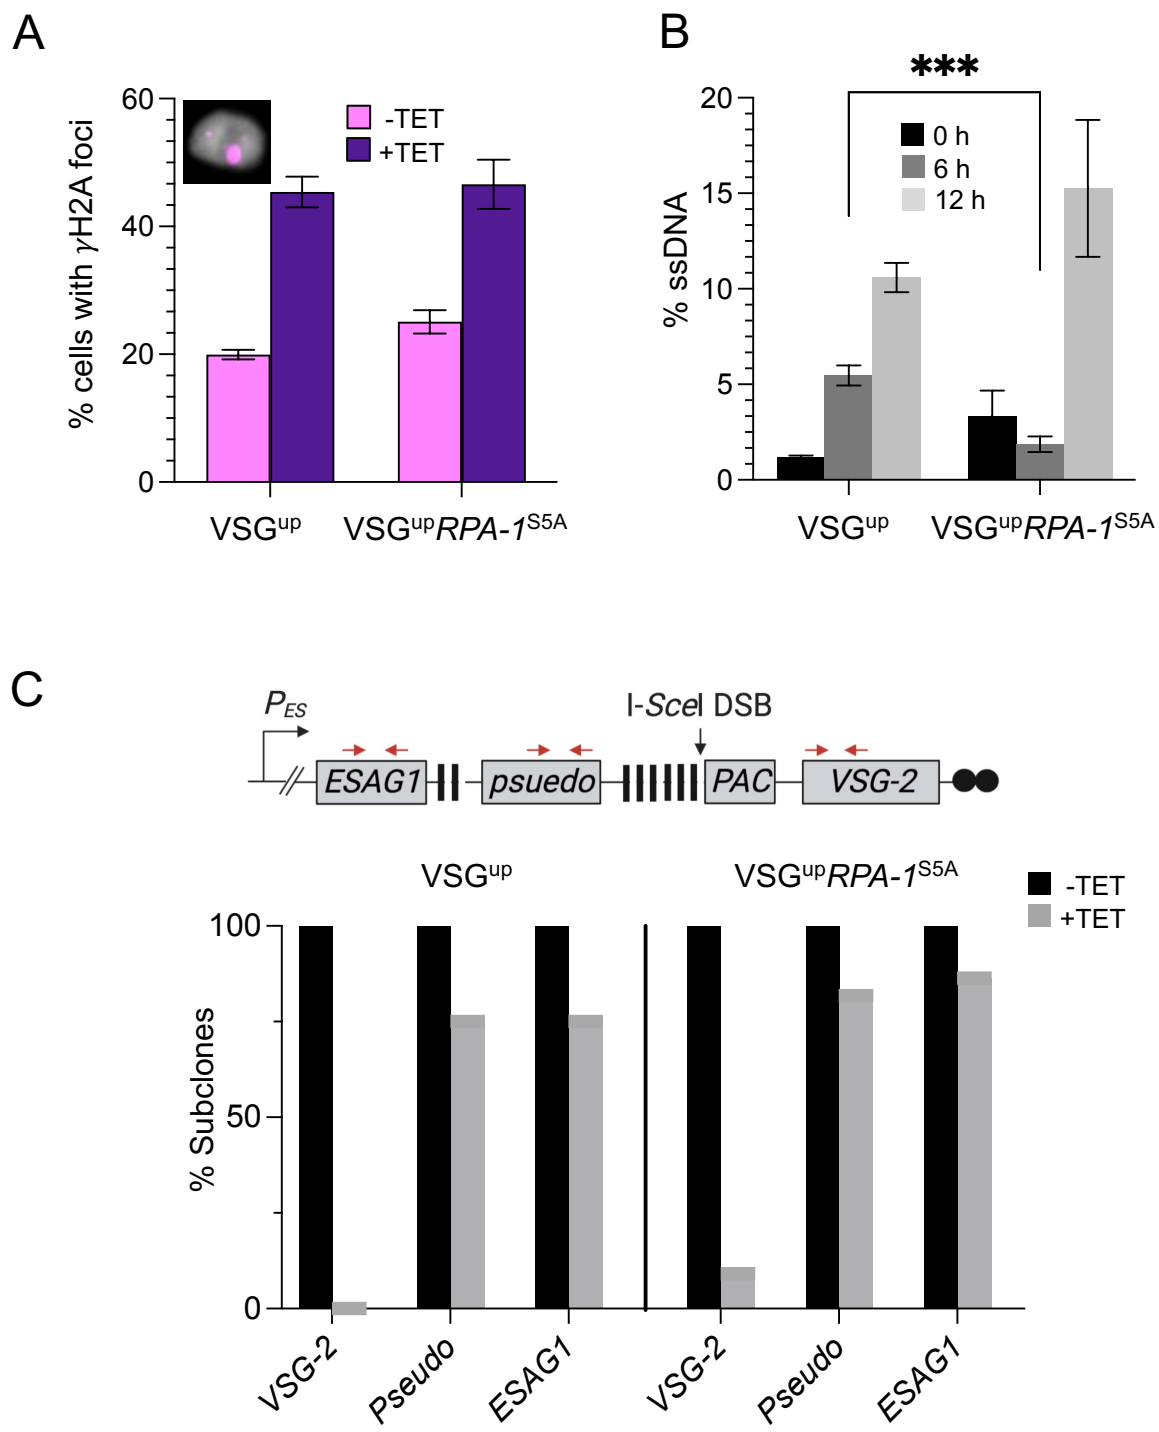 A
60
40
20
0
% cells with γH2A foci
-TET
+TET
VSGup
VSGupRPA-1S5A
B
***
20
15
10
5
0
% ssDNA
0 h
6 h
12 h
VSGup
VSGupRPA-1S5A
C
PES
I-SceI DSB
ESAG1
psuedo
PAC
VSG-2
VSGup
VSGupRPA-1S5A
-TET
+TET
100
50
0
% Subclones
VSG-2
Pseudo
ESAG1
VSG-2
Pseudo
ESAG1